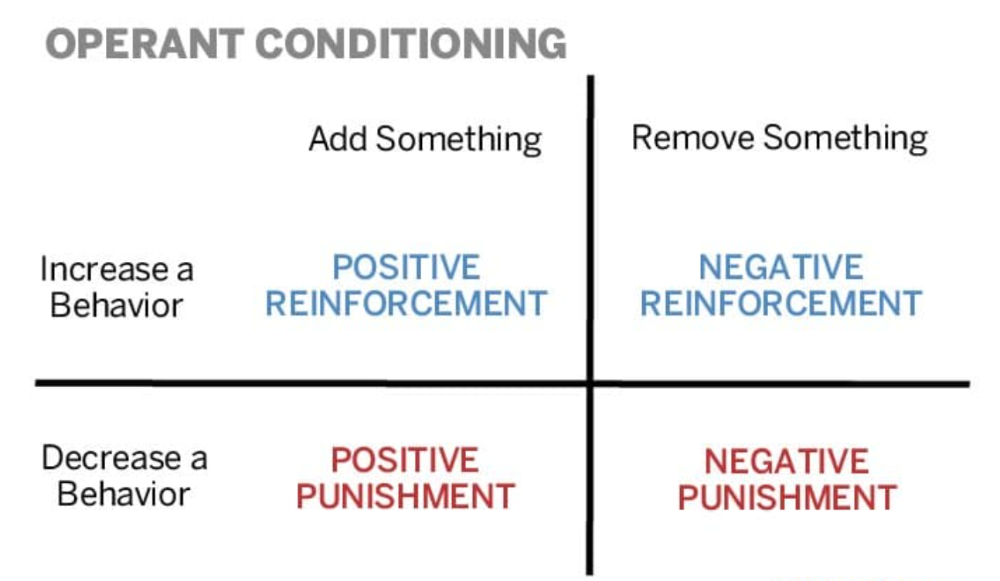 OPERANT CONDITIONING
Add Something
Remove Something
Increase a
Behavior
POSITIVE
REINFORCEMENT
NEGATIVE
REINFORCEMENT
Decrease a
Behavior
POSITIVE
PUNISHMENT
NEGATIVE
PUNISHMENT